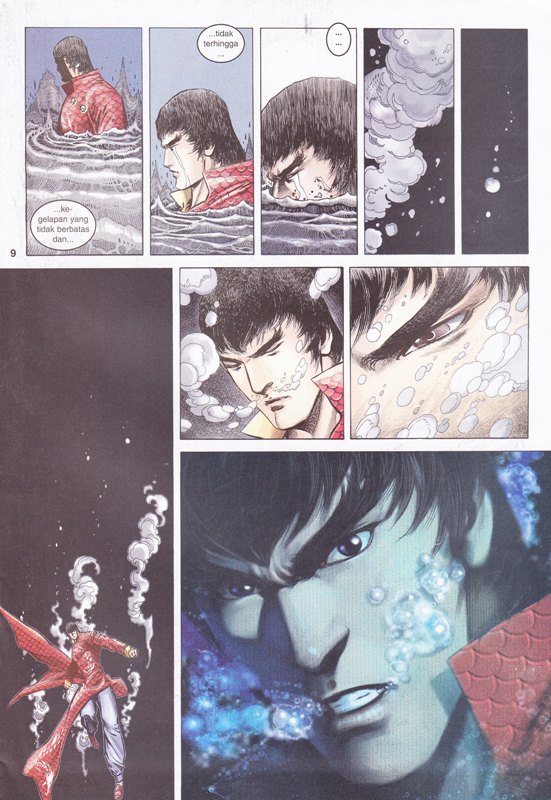 ...ke-
gelapan yang
tidak berbatas
dan...
...tidak
terhingga
...
...
...
9